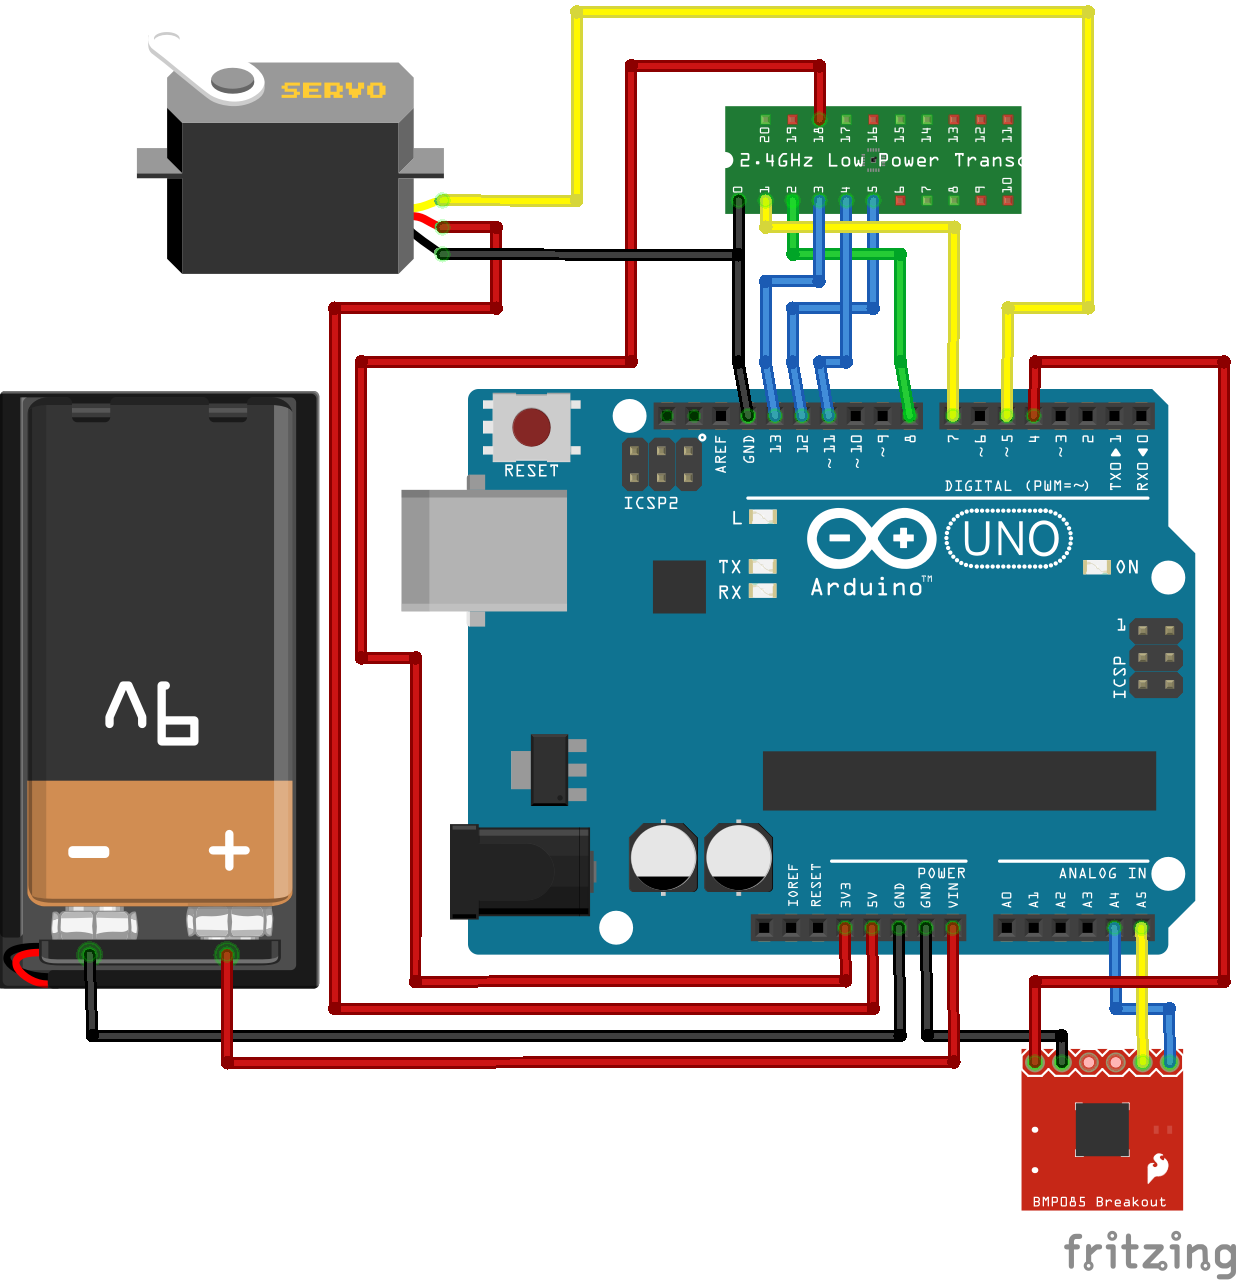 SERVO
20 19 18 17 16 15 14 13 12 11
2.4GHz Low Power Transc
0 1 2 3 4 5 6 7 8 9 10
RESET
ICSP2
AREF
GND
13
12
~11
~10
~9
8
7
~6
~5
4
~3
2
TX0 1
RX0 0
DIGITAL (PWM=~)
L
TX
RX
Arduino™
UNO
ON
1
ICSP
9V
- +
POWER
ANALOG IN
IOREF
RESET
3V3
5V
GND
GND
VIN
A0
A1
A2
A3
A4
A5
BMP085 Breakout
fritzing